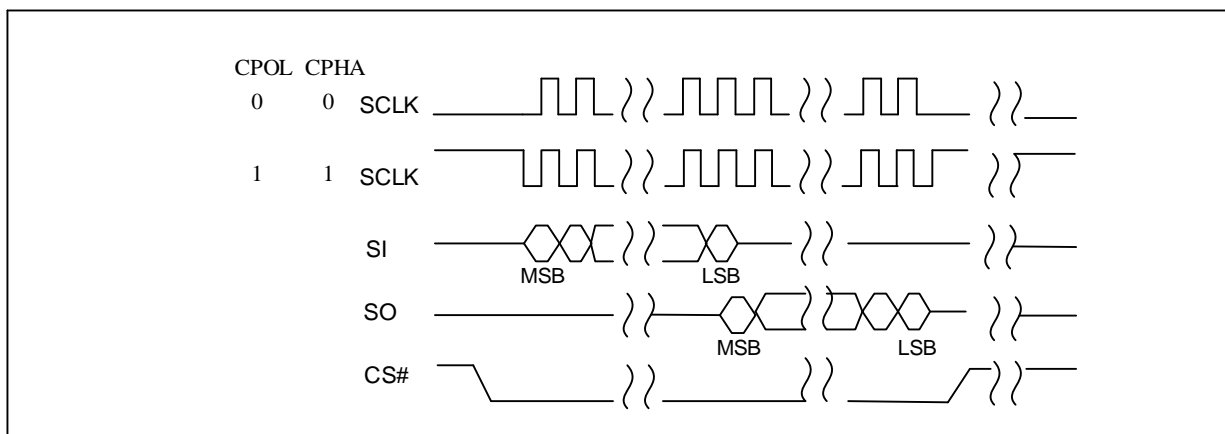 CPOL CPHA
0 0 SCLK
1 1 SCLK
SI
MSB LSB
SO
MSB LSB
CS#